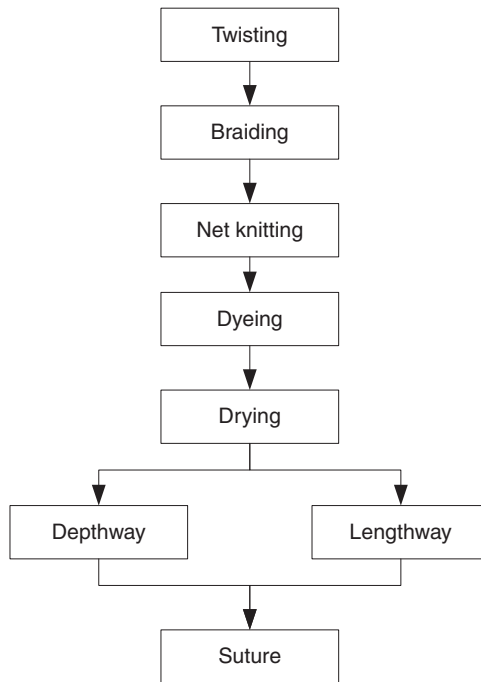 Twisting
Braiding
Net knitting
Dyeing
Drying
Depthway
Lengthway
Suture